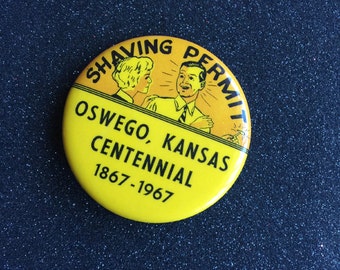 SHAVING PERMIT
OSWEGO, KANSAS
CENTENNIAL
1867-1967